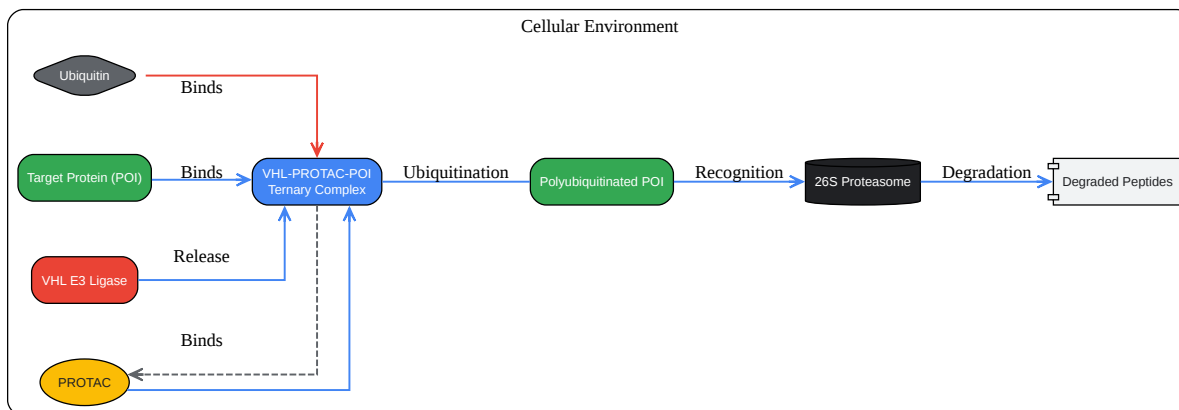 Cellular Environment
Ubiquitin
Binds
Target Protein (POI)
Binds
VHL-PROTAC-POI
Ternary Complex
Ubiquitination
Polyubiquitinated POI
Recognition
26S Proteasome
Degradation
Degraded Peptides
Release
VHL E3 Ligase
Binds
PROTAC